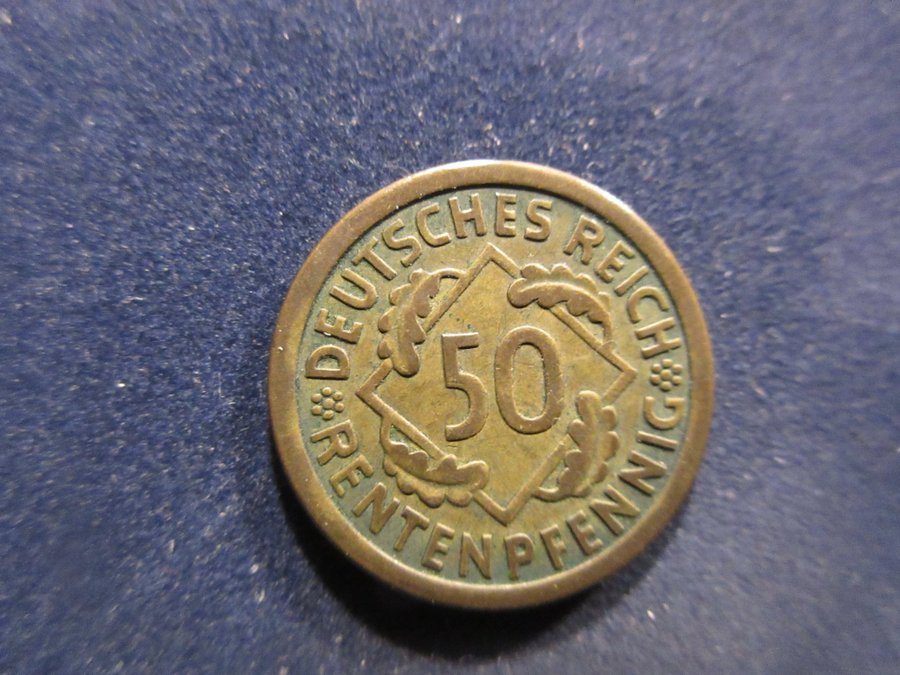 DEUTSCHES REICH
50
RENTENPFENNIG